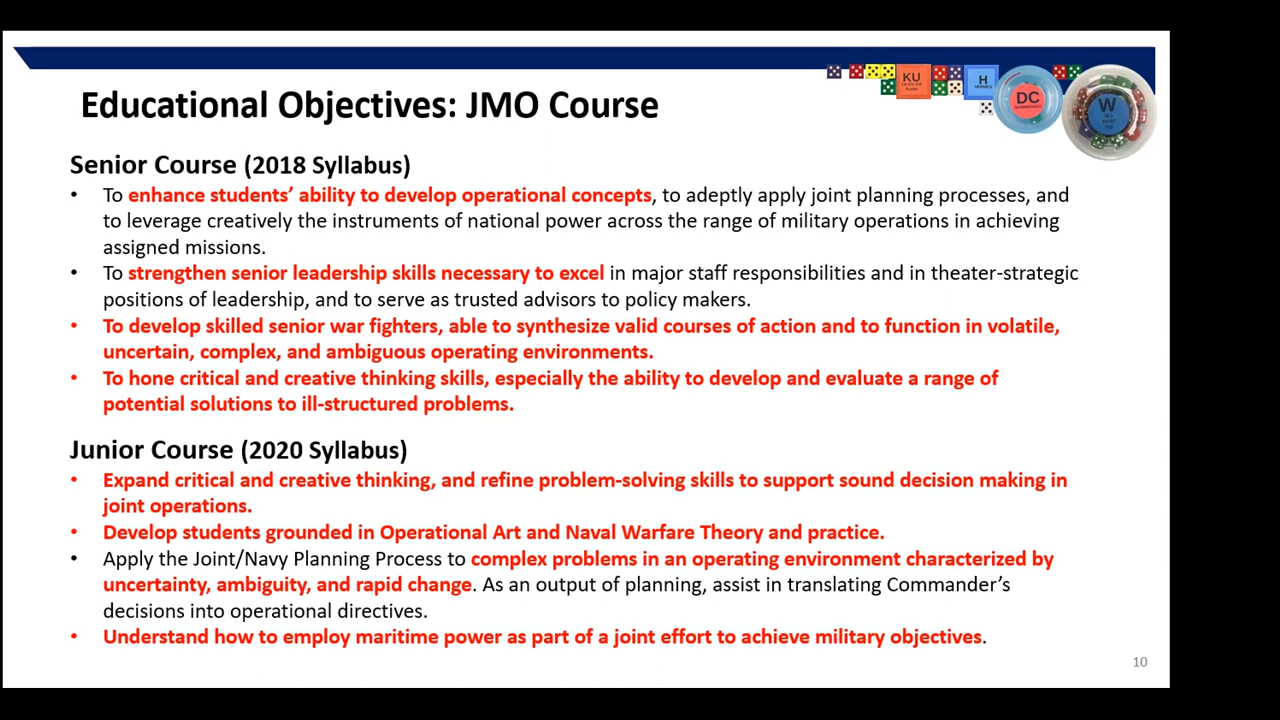 KU
H
DC
W
Educational Objectives: JMO Course
Senior Course (2018 Syllabus)
• To enhance students’ ability to develop operational concepts, to adeptly apply joint planning processes, and
to leverage creatively the instruments of national power across the range of military operations in achieving
assigned missions.
• To strengthen senior leadership skills necessary to excel in major staff responsibilities and in theater-strategic
positions of leadership, and to serve as trusted advisors to policy makers.
• To develop skilled senior war fighters, able to synthesize valid courses of action and to function in volatile,
uncertain, complex, and ambiguous operating environments.
• To hone critical and creative thinking skills, especially the ability to develop and evaluate a range of
potential solutions to ill-structured problems.
Junior Course (2020 Syllabus)
• Expand critical and creative thinking, and refine problem-solving skills to support sound decision making in
joint operations.
• Develop students grounded in Operational Art and Naval Warfare Theory and practice.
• Apply the Joint/Navy Planning Process to complex problems in an operating environment characterized by
uncertainty, ambiguity, and rapid change. As an output of planning, assist in translating Commander’s
decisions into operational directives.
• Understand how to employ maritime power as part of a joint effort to achieve military objectives.
10